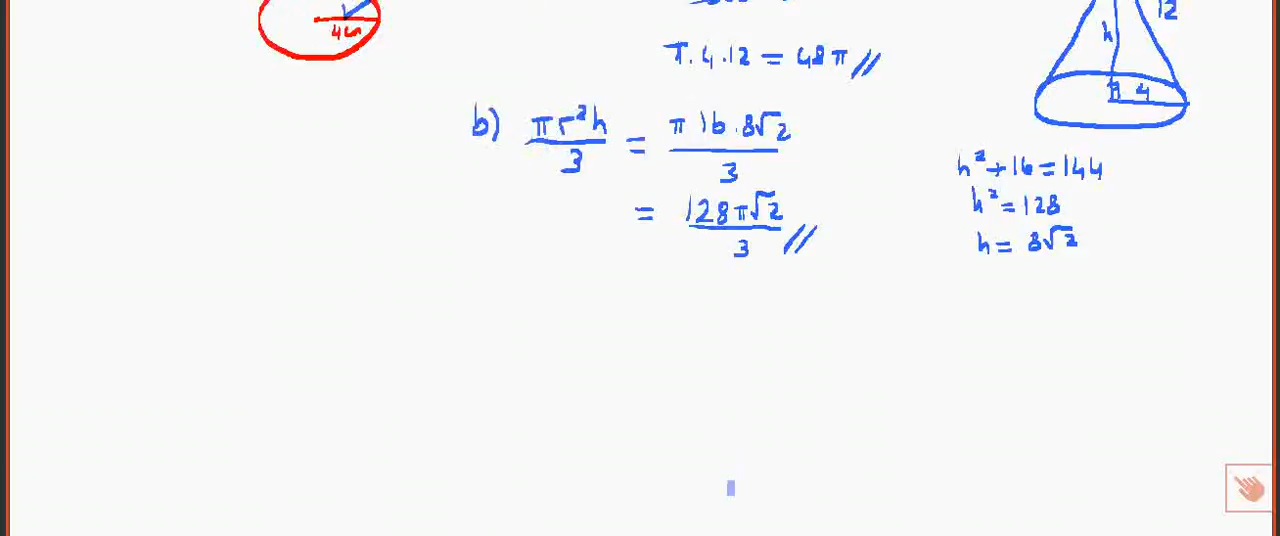 12
h
4
π.4.12 = 48π //
b) πr²h/3 = π16.8√2/3
= 128π√2/3 //
h² + 16 = 144
h² = 128
h = 8√2